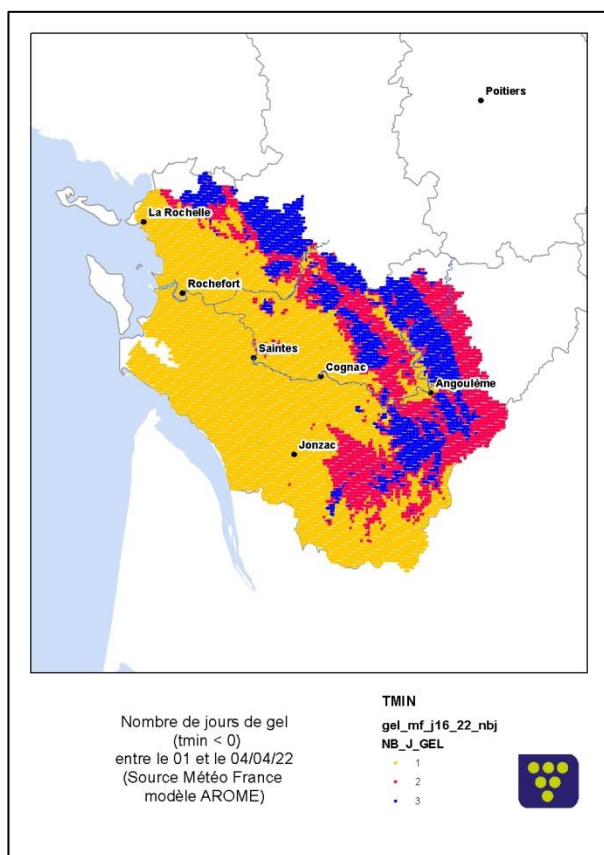 Poitiers
La Rochelle
Rochefort
Saintes
Cognac
Angoulême
Jonzac
Nombre de jours de gel
(tmin < 0)
entre le 01 et le 04/04/22
(Source Météo France
modèle AROME)
TMIN
gel_mf_j16_22_nbj
NB_J_GEL
1
2
3